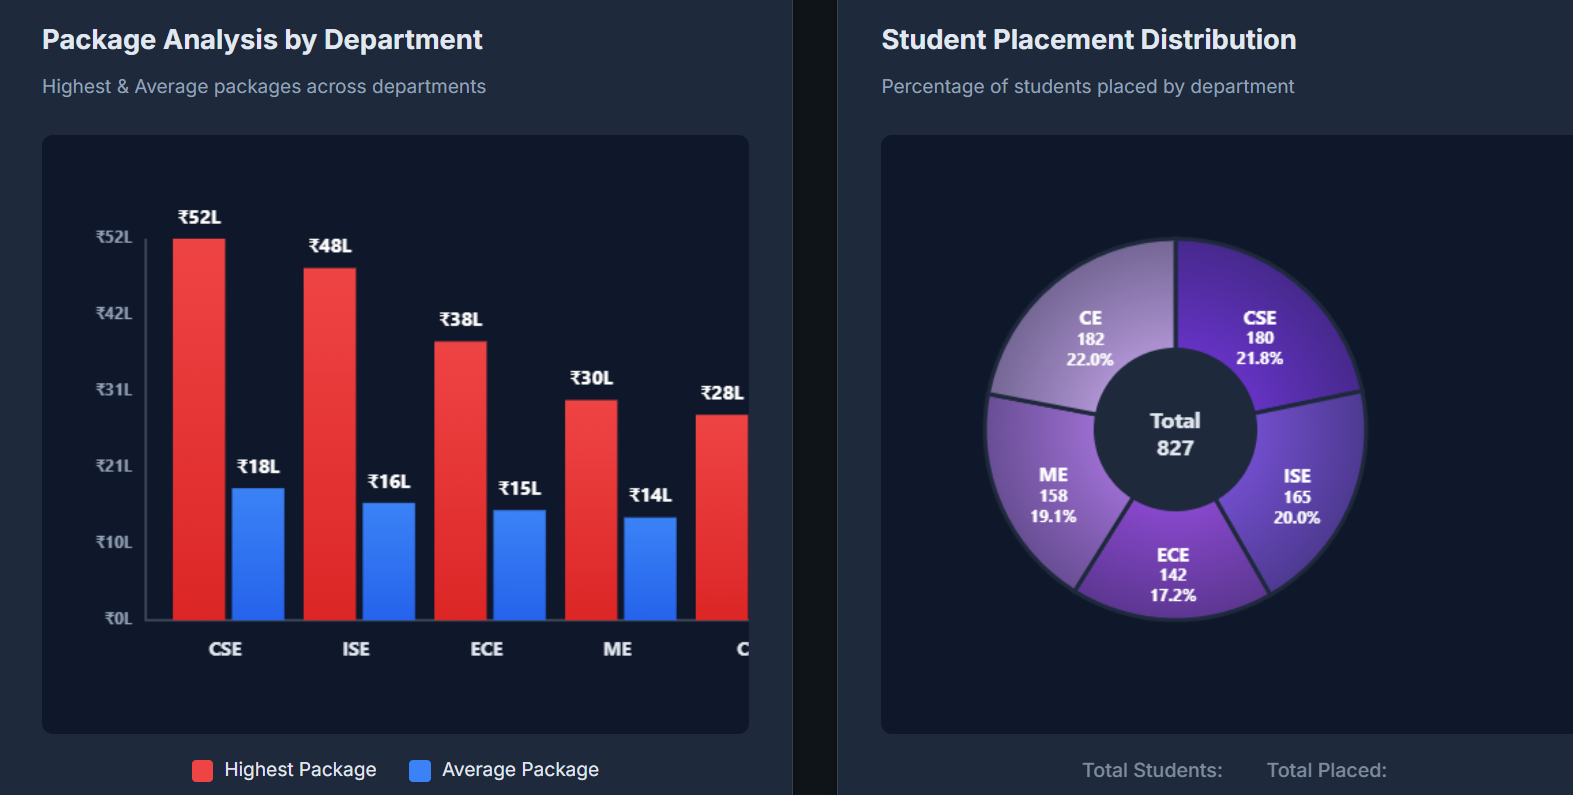 Package Analysis by Department
Highest & Average packages across departments
₹52L
₹42L
₹31L
₹21L
₹10L
₹0L
₹52L
₹18L
₹48L
₹16L
₹38L
₹15L
₹30L
₹14L
₹28L
CSE
ISE
ECE
ME
C
Highest Package
Average Package
Student Placement Distribution
Percentage of students placed by department
CE
182
22.0%
CSE
180
21.8%
ME
158
19.1%
ISE
165
20.0%
ECE
142
17.2%
Total
827
Total Students:
Total Placed: